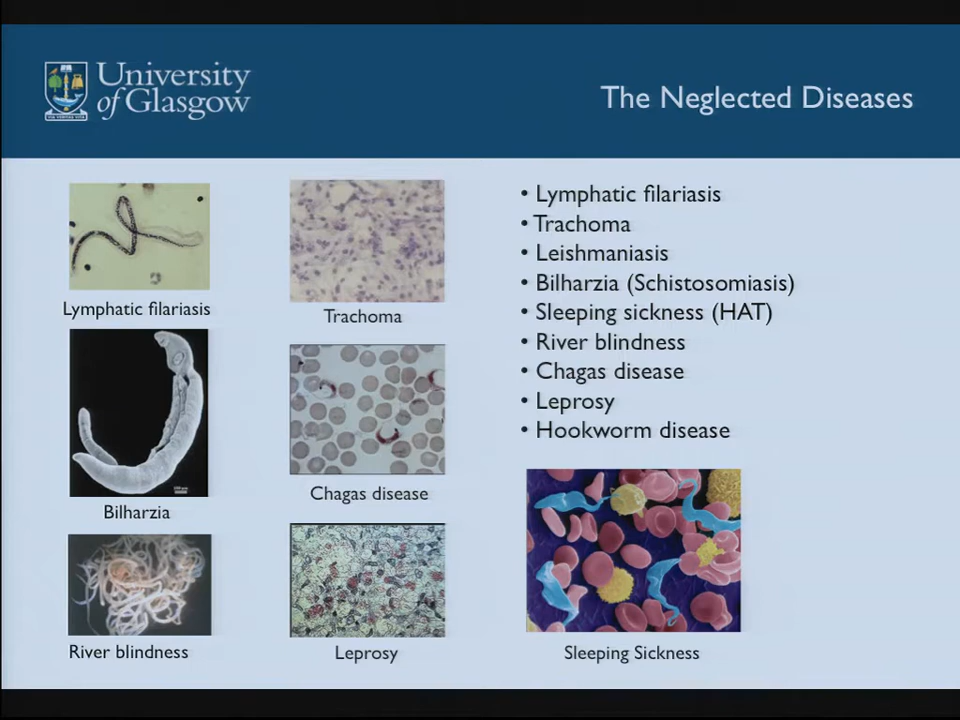 University
of Glasgow
The Neglected Diseases
Lymphatic filariasis
Trachoma
Bilharzia
Chagas disease
River blindness
Leprosy
• Lymphatic filariasis
• Trachoma
• Leishmaniasis
• Bilharzia (Schistosomiasis)
• Sleeping sickness (HAT)
• River blindness
• Chagas disease
• Leprosy
• Hookworm disease
Sleeping Sickness